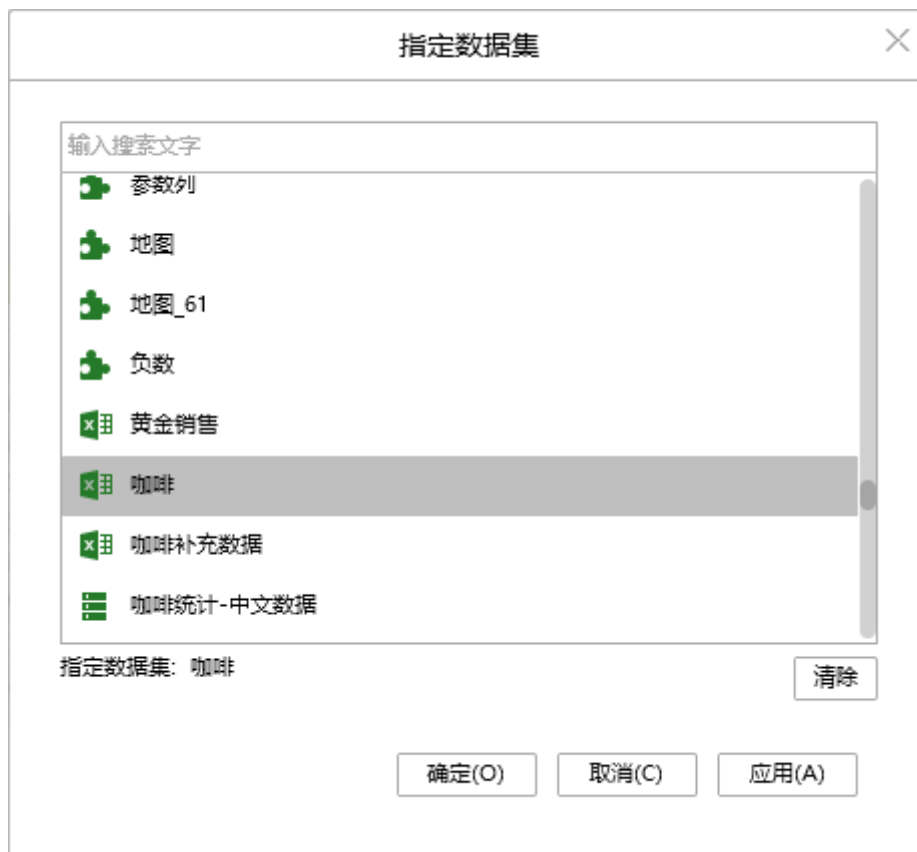 指定数据集
输入搜索文字
参数列
地图
地图_61
负数
黄金销售
咖啡
咖啡补充数据
咖啡统计-中文数据
指定数据集: 咖啡
清除
确定(O) 取消(C) 应用(A)